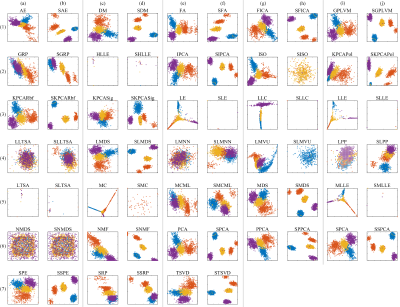 (a) (b) (c) (d) (e) (f) (g) (h) (i) (j)
AE SAE DM SDM FA SFA FICA SFICA GPLVM SGPLVM
(1)
GRP SGRP HLLE SHLLE IPCA SIPCA ISO SISO KPCAPol SKPCAPol
(2)
KPCARbf SKPCARbf KPCASig SKPCASig LE SLE LLC SLLC LLE SLLE
(3)
LLTSA SLLTSA LMDS SLMDS LMNN SLMNN LMVU SLMVU LPP SLPP
(4)
LTSA SLTSA MC SMC MCML SMCML MDS SMDS MLLE SMLLE
(5)
NMDS SNMDS NMF SNMF PCA SPCA PPCA SPPCA SPCA SSPCA
(6)
SPE SSPE SRP SSRP TSVD STSVD
(7)